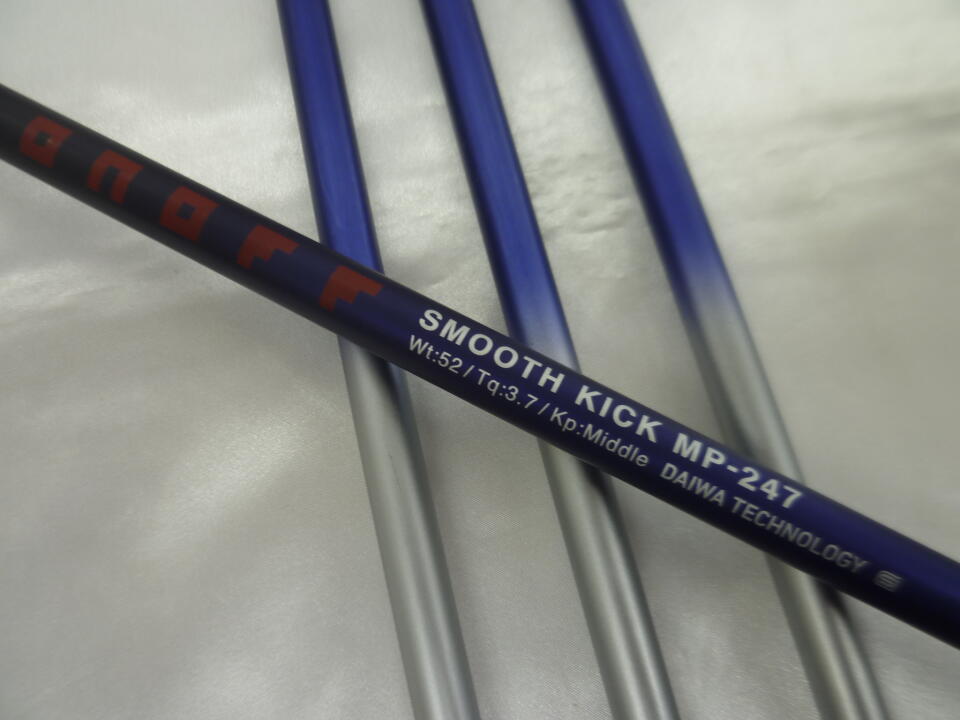 onoff
SMOOTH KICK MP-247
Wt:52 / Tq:3.7 / Kp:Middle DAIWA TECHNOLOGY